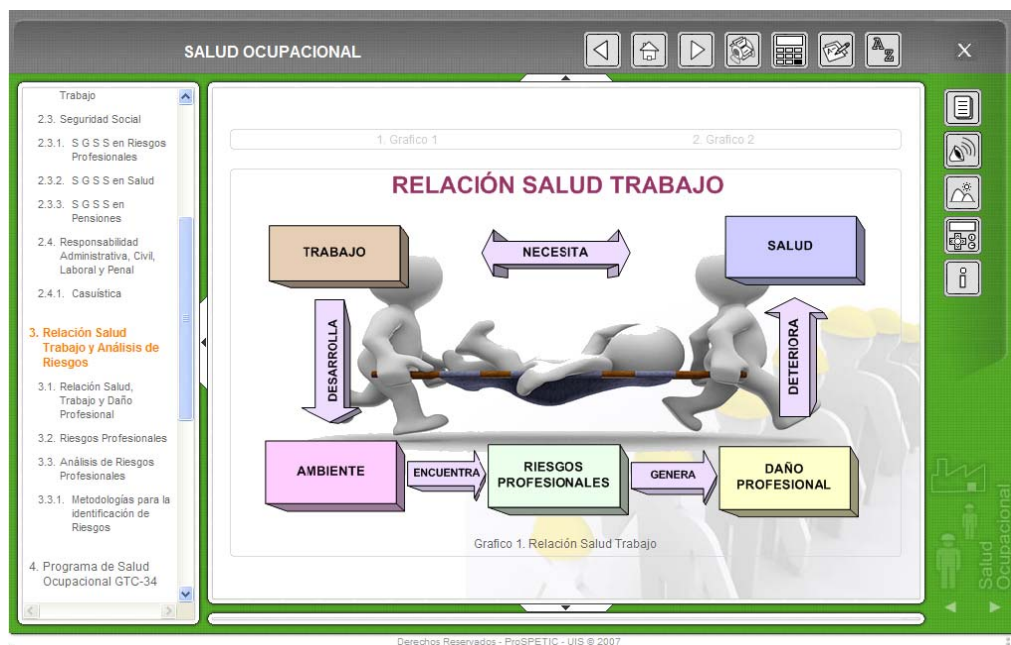 SALUD OCUPACIONAL
A
Z
X
Trabajo
2.3. Seguridad Social
2.3.1. S G S S en Riesgos
Profesionales
2.3.2. S G S S en Salud
2.3.3. S G S S en
Pensiones
2.4. Responsabilidad
Administrativa, Civil,
Laboral y Penal
2.4.1. Casuística
3. Relación Salud
Trabajo y Análisis de
Riesgos
3.1. Relación Salud,
Trabajo y Daño
Profesional
3.2. Riesgos Profesionales
3.3. Análisis de Riesgos
Profesionales
3.3.1. Metodologías para la
identificación de
Riesgos
4. Programa de Salud
Ocupacional GTC-34
1. Grafico 1
2. Grafico 2
RELACIÓN SALUD TRABAJO
TRABAJO
NECESITA
SALUD
DESARROLLA
DETERIORA
AMBIENTE
ENCUENTRA
RIESGOS
PROFESIONALES
GENERA
DAÑO
PROFESIONAL
Grafico 1. Relación Salud Trabajo
Salud
Ocupacional
Derechos Reservados - ProSPETIC - UIS © 2007